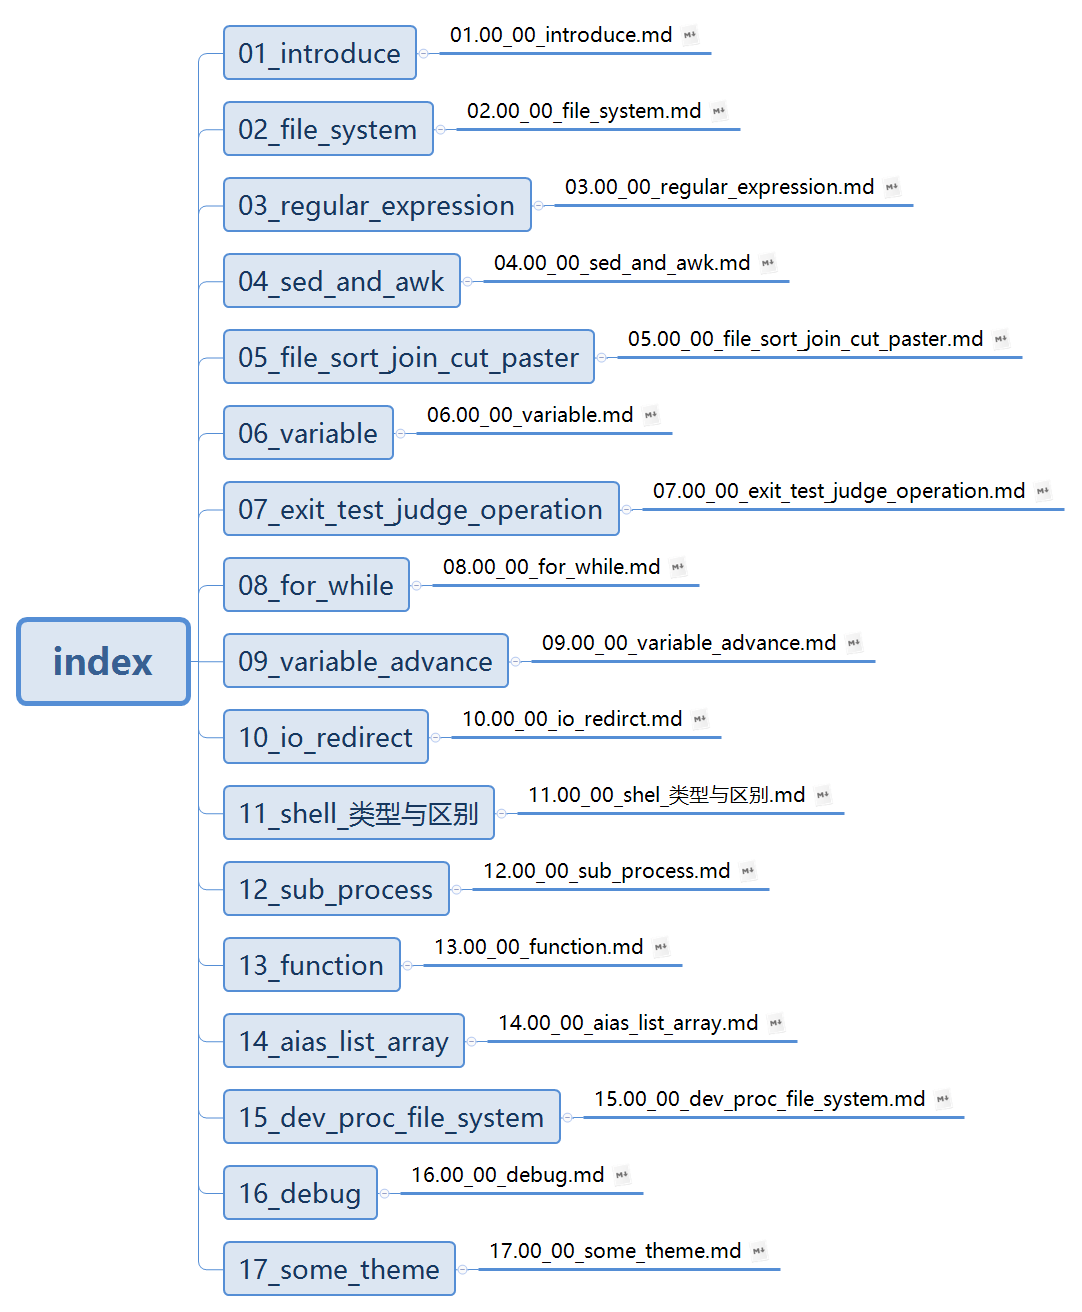 01_introduce
01.00_00_introduce.md
02_file_system
02.00_00_file_system.md
03_regular_expression
03.00_00_regular_expression.md
04_sed_and_awk
04.00_00_sed_and_awk.md
05_file_sort_join_cut_paster
05.00_00_file_sort_join_cut_paster.md
06_variable
06.00_00_variable.md
07_exit_test_judge_operation
07.00_00_exit_test_judge_operation.md
08_for_while
08.00_00_for_while.md
index
09_variable_advance
09.00_00_variable_advance.md
10_io_redirect
10.00_00_io_redirct.md
11_shell_类型与区别
11.00_00_shel_类型与区别.md
12_sub_process
12.00_00_sub_process.md
13_function
13.00_00_function.md
14_aias_list_array
14.00_00_aias_list_array.md
15_dev_proc_file_system
15.00_00_dev_proc_file_system.md
16_debug
16.00_00_debug.md
17_some_theme
17.00_00_some_theme.md